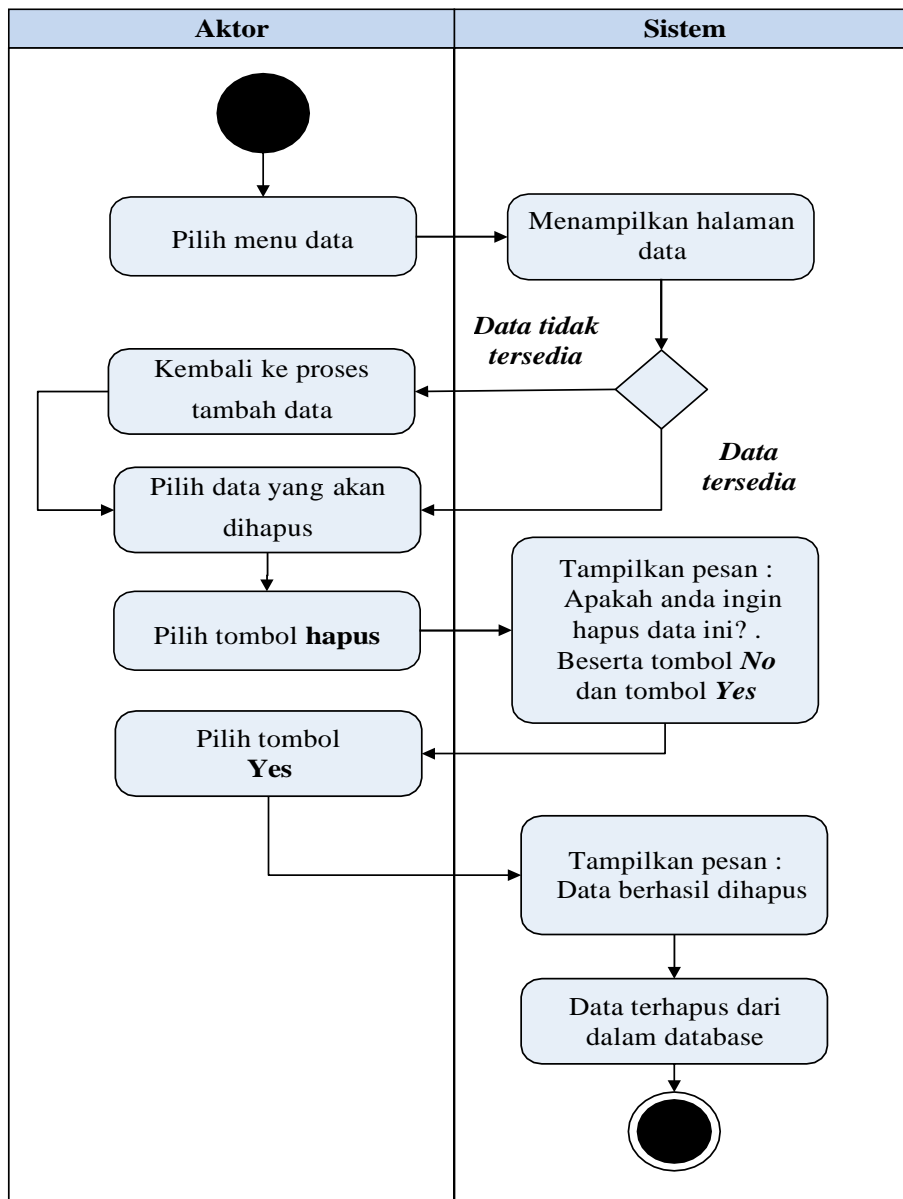 Aktor
Sistem
Pilih menu data
Menampilkan halaman
data
Data tidak
tersedia
Kembali ke proses
tambah data
Data
tersedia
Pilih data yang akan
dihapus
Pilih tombol hapus
Tampilkan pesan :
Apakah anda ingin
hapus data ini? .
Beserta tombol No
dan tombol Yes
Pilih tombol
Yes
Tampilkan pesan :
Data berhasil dihapus
Data terhapus dari
dalam database